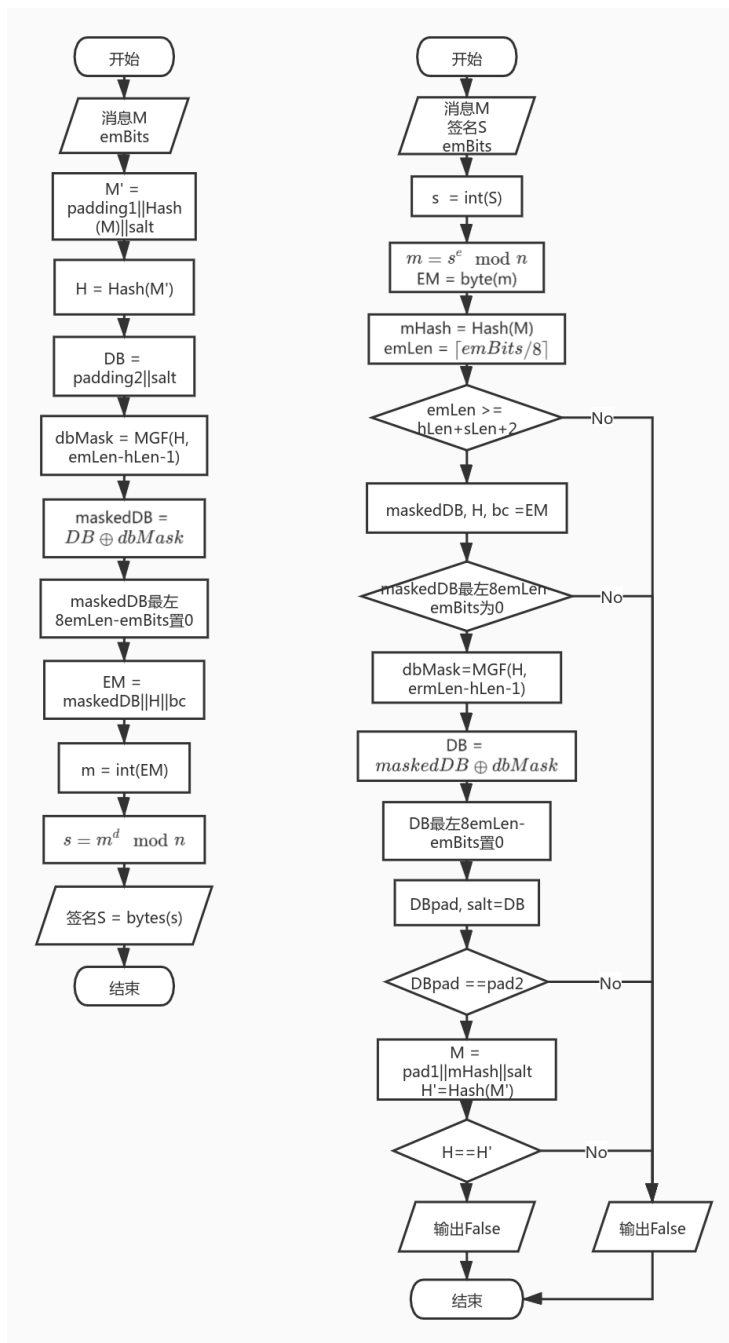 开始
消息M
emBits
M' =
padding1||Hash
(M)||salt
H = Hash(M')
DB =
padding2||salt
dbMask = MGF(H,
emLen-hLen-1)
maskedDB =
DB ⊕ dbMask
maskedDB最左
8emLen-emBits置0
EM =
maskedDB||H||bc
m = int(EM)
s = m^d mod n
签名S = bytes(s)
结束
开始
消息M
签名S
emBits
s = int(S)
m = s^e mod n
EM = byte(m)
mHash = Hash(M)
emLen = ⌈emBits/8⌉
emLen >=
hLen+sLen+2
No
maskedDB, H, bc =EM
maskedDB最左8emLen-
emBits为0
No
dbMask=MGF(H,
ermLen-hLen-1)
DB =
maskedDB ⊕ dbMask
DB最左8emLen-
emBits置0
DBpad, salt=DB
DBpad ==pad2
No
M =
pad1||mHash||salt
H'=Hash(M')
H==H'
No
输出False
输出False
结束